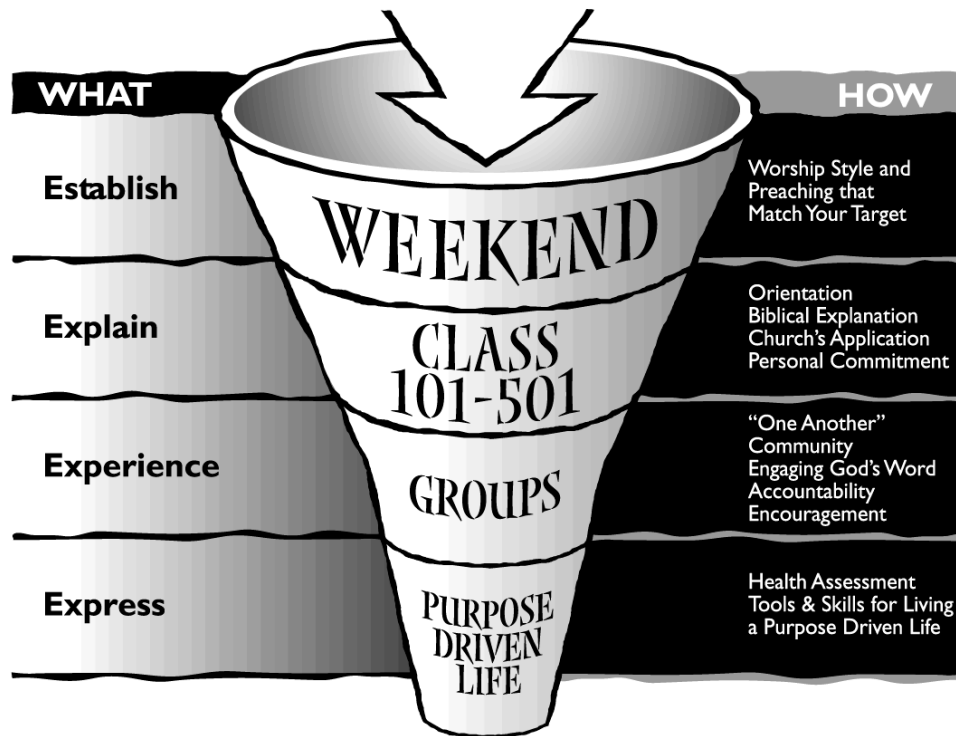 WHAT
HOW
Establish
WEEKEND
Worship Style and
Preaching that
Match Your Target
Explain
CLASS
101-501
Orientation
Biblical Explanation
Church's Application
Personal Commitment
Experience
GROUPS
“One Another”
Community
Engaging God's Word
Accountability
Encouragement
Express
PURPOSE
DRIVEN
LIFE
Health Assessment
Tools & Skills for Living
a Purpose Driven Life